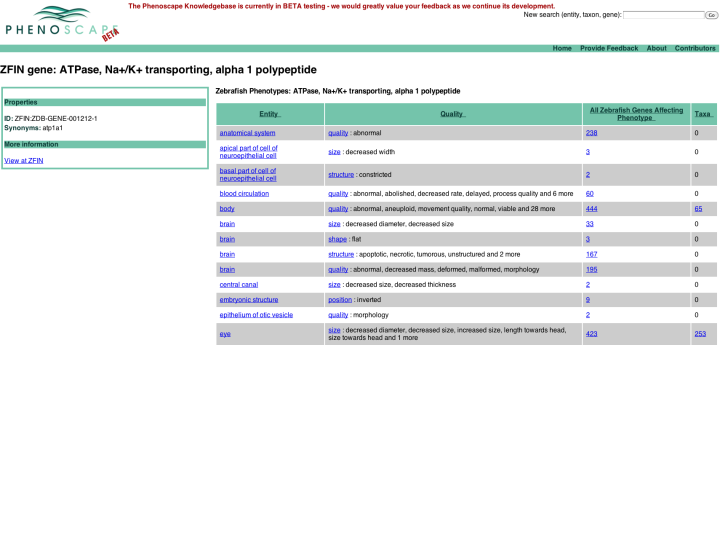 The Phenoscape Knowledgebase is currently in BETA testing - we would greatly value your feedback as we continue its development.
New search (entity, taxon, gene): Go
PHENOSCAPE
BETA
Home Provide Feedback About Contributors
ZFIN gene: ATPase, Na+/K+ transporting, alpha 1 polypeptide
Properties
ID: ZFIN:ZDB-GENE-001212-1
Synonyms: atp1a1
More information
View at ZFIN
Zebrafish Phenotypes: ATPase, Na+/K+ transporting, alpha 1 polypeptide
Entity Quality All Zebrafish Genes Affecting Phenotype Taxa
anatomical system quality : abnormal 238 0
apical part of cell of
neuroepithelial cell size : decreased width 3 0
basal part of cell of
neuroepithelial cell structure : constricted 2 0
blood circulation quality : abnormal, abolished, decreased rate, delayed, process quality and 6 more 60 0
body quality : abnormal, aneuploid, movement quality, normal, viable and 28 more 444 65
brain size : decreased diameter, decreased size 33 0
brain shape : flat 3 0
brain structure : apoptotic, necrotic, tumorous, unstructured and 2 more 167 0
brain quality : abnormal, decreased mass, deformed, malformed, morphology 195 0
central canal size : decreased size, decreased thickness 2 0
embryonic structure position : inverted 9 0
epithelium of otic vesicle quality : morphology 2 0
eye size : decreased diameter, decreased size, increased size, length towards head,
size towards head and 1 more 423 253